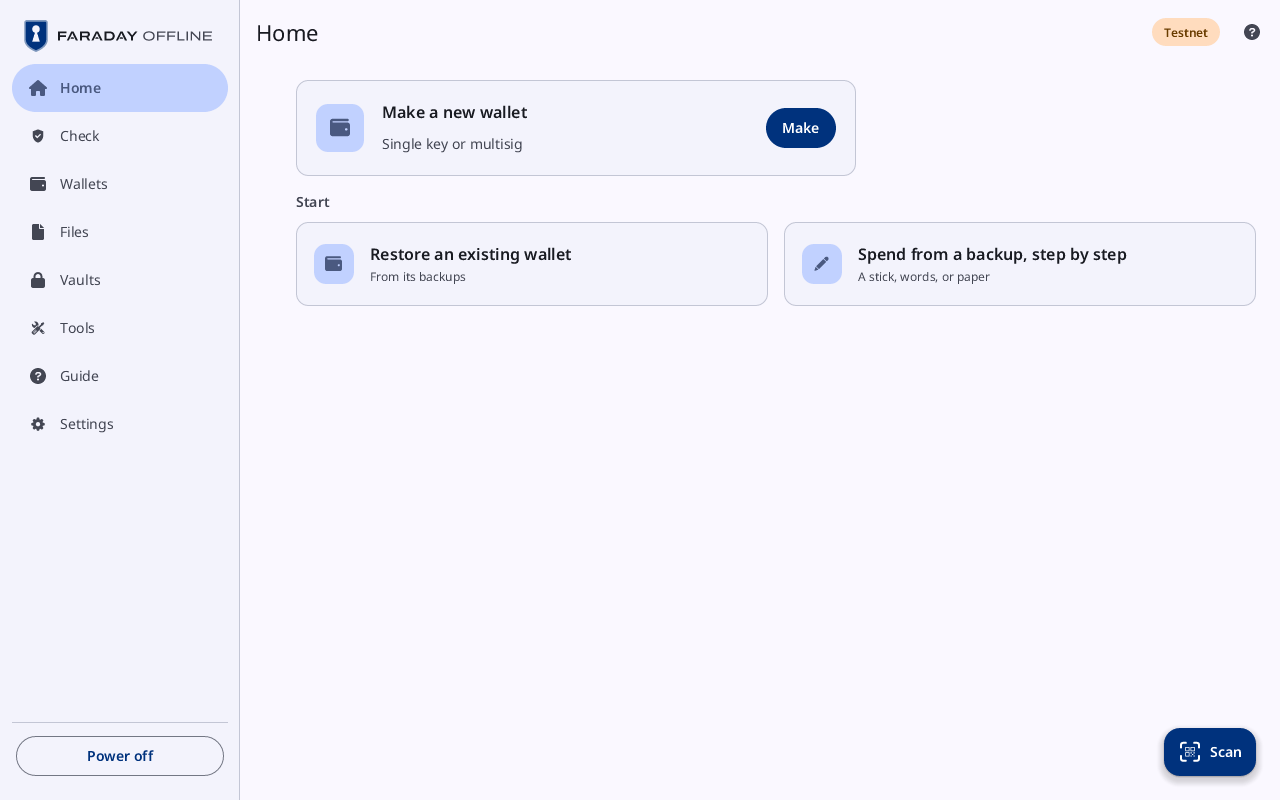 FARADAY OFFLINE
Home
Check
Wallets
Files
Vaults
Tools
Guide
Settings
Power off
Home
Testnet
Make a new wallet
Single key or multisig
Make
Start
Restore an existing wallet
From its backups
Spend from a backup, step by step
A stick, words, or paper
Scan